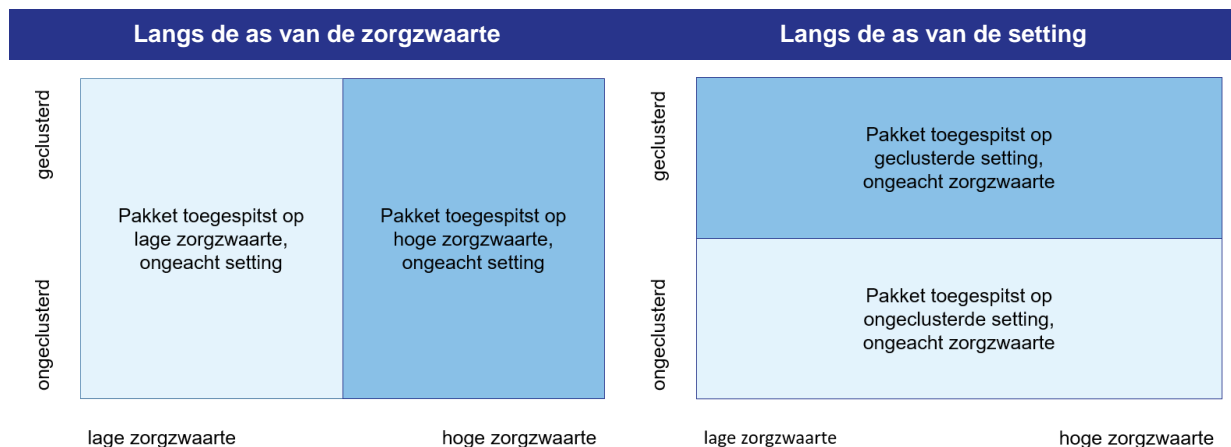 Langs de as van de zorgzwaarte
geclusterd
ongeclusterd
Pakket toegespitst op
lage zorgzwaarte,
ongeacht setting
Pakket toegespitst op
hoge zorgzwaarte,
ongeacht setting
lage zorgzwaarte
hoge zorgzwaarte
Langs de as van de setting
geclusterd
ongeclusterd
Pakket toegespitst op
geclusterde setting,
ongeacht zorgzwaarte
Pakket toegespitst op
ongeclusterde setting,
ongeacht zorgzwaarte
lage zorgzwaarte
hoge zorgzwaarte